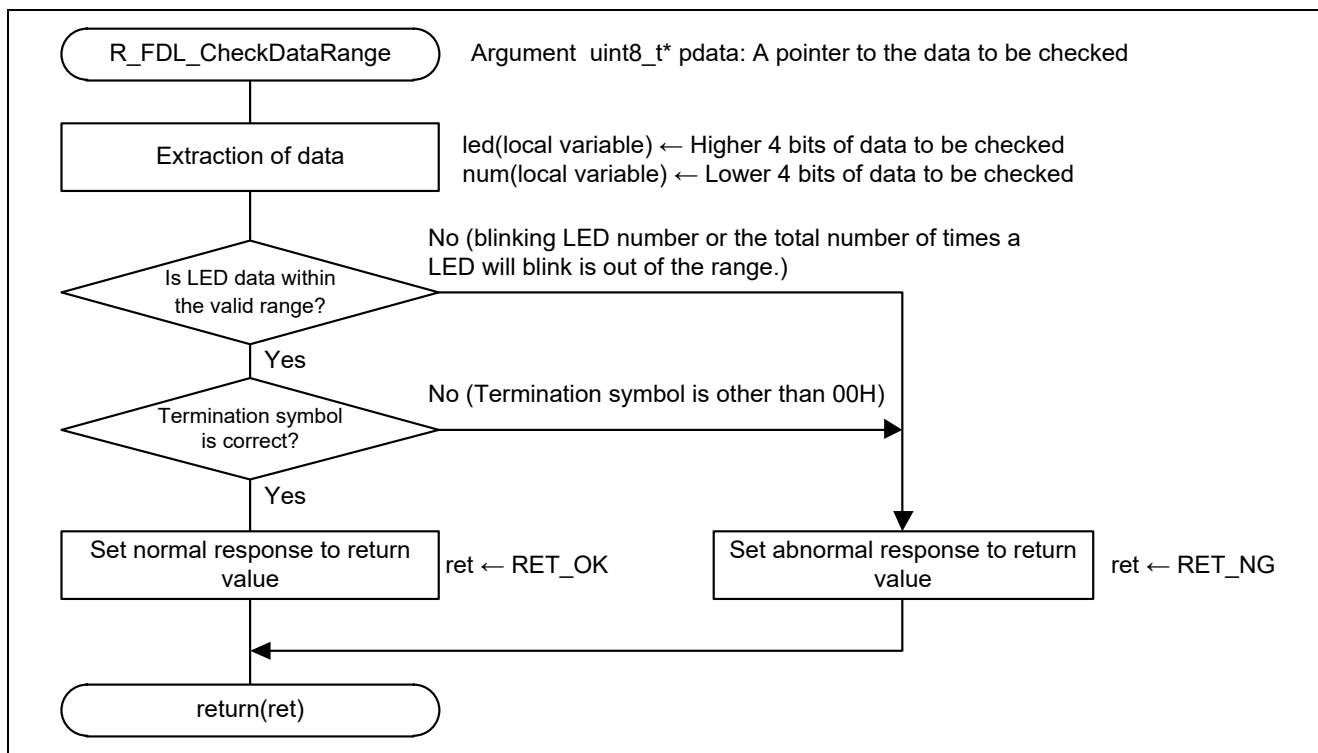 R_FDL_CheckDataRange
Argument  uint8_t* pdata: A pointer to the data to be checked
Extraction of data
led(local variable) ← Higher 4 bits of data to be checked
num(local variable) ← Lower 4 bits of data to be checked
No (blinking LED number or the total number of times a
LED will blink is out of the range.)
Is LED data within
the valid range?
Yes
No (Termination symbol is other than 00H)
Termination symbol
is correct?
Yes
Set normal response to return
value
ret ← RET_OK
Set abnormal response to return
value
ret ← RET_NG
return(ret)